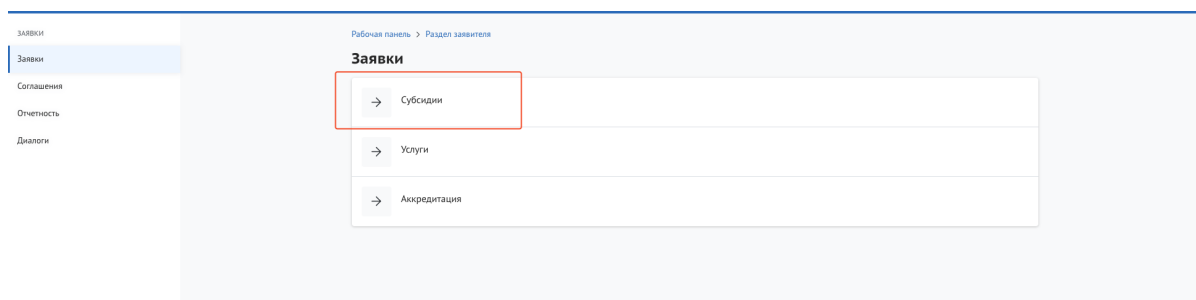 ЗАЯВКИ
Заявки
Соглашения
Отчетность
Диалоги
Рабочая панель > Раздел заявителя
Заявки
Субсидии
Услуги
Аккредитация